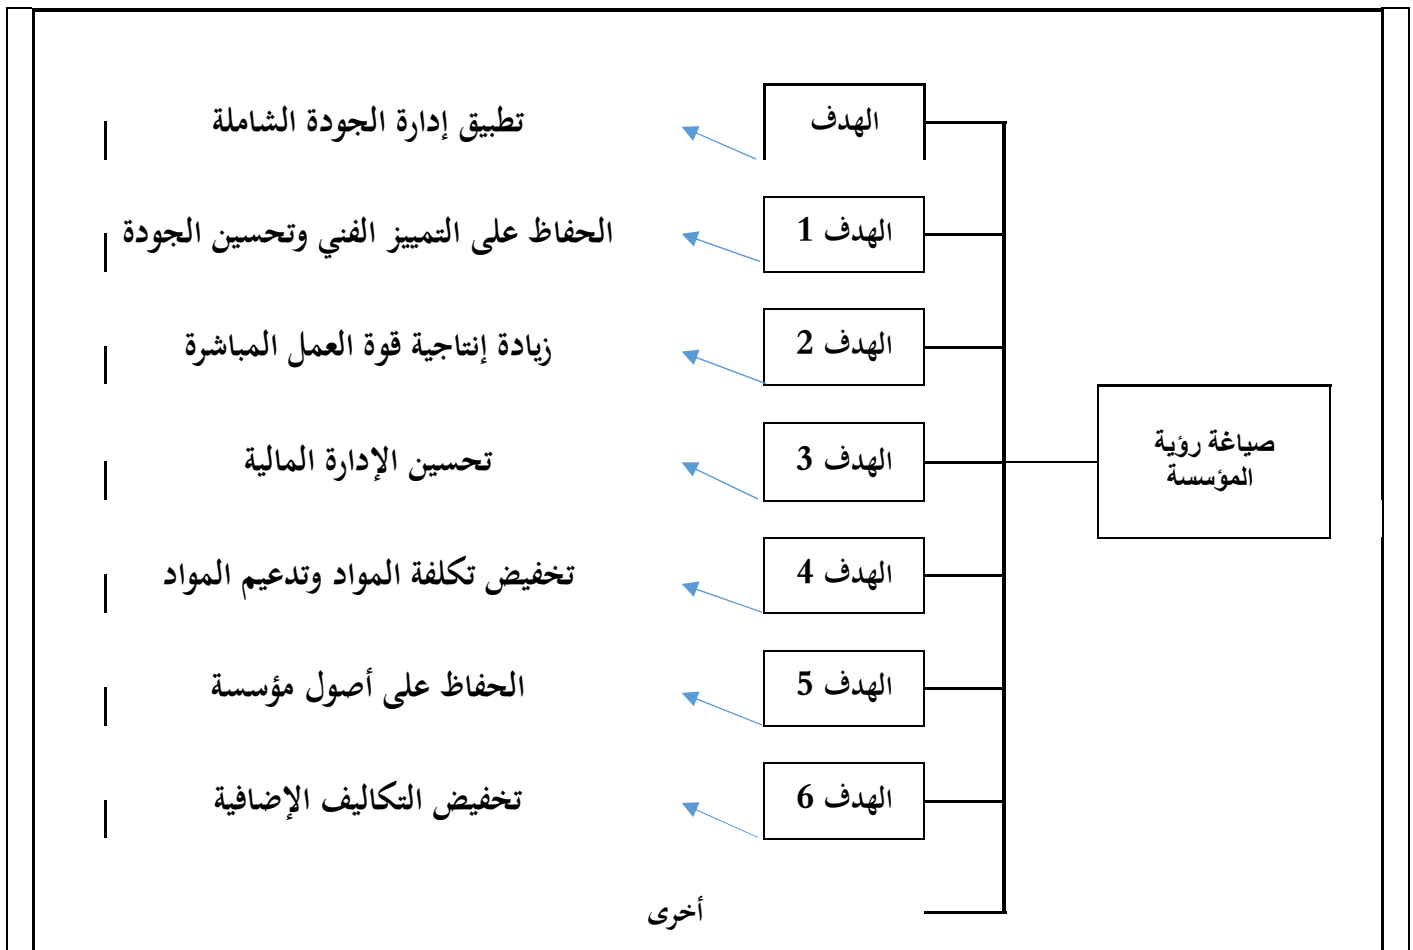 صياغة رؤية
المؤسسة
الهدف
تطبيق إدارة الجودة الشاملة
الهدف 1
الحفاظ على التمييز الفني وتحسين الجودة
الهدف 2
زيادة إنتاجية قوة العمل المباشرة
الهدف 3
تحسين الإدارة المالية
الهدف 4
تخفيض تكلفة المواد وتدعيم المواد
الهدف 5
الحفاظ على أصول مؤسسة
الهدف 6
تخفيض التكاليف الإضافية
أخرى